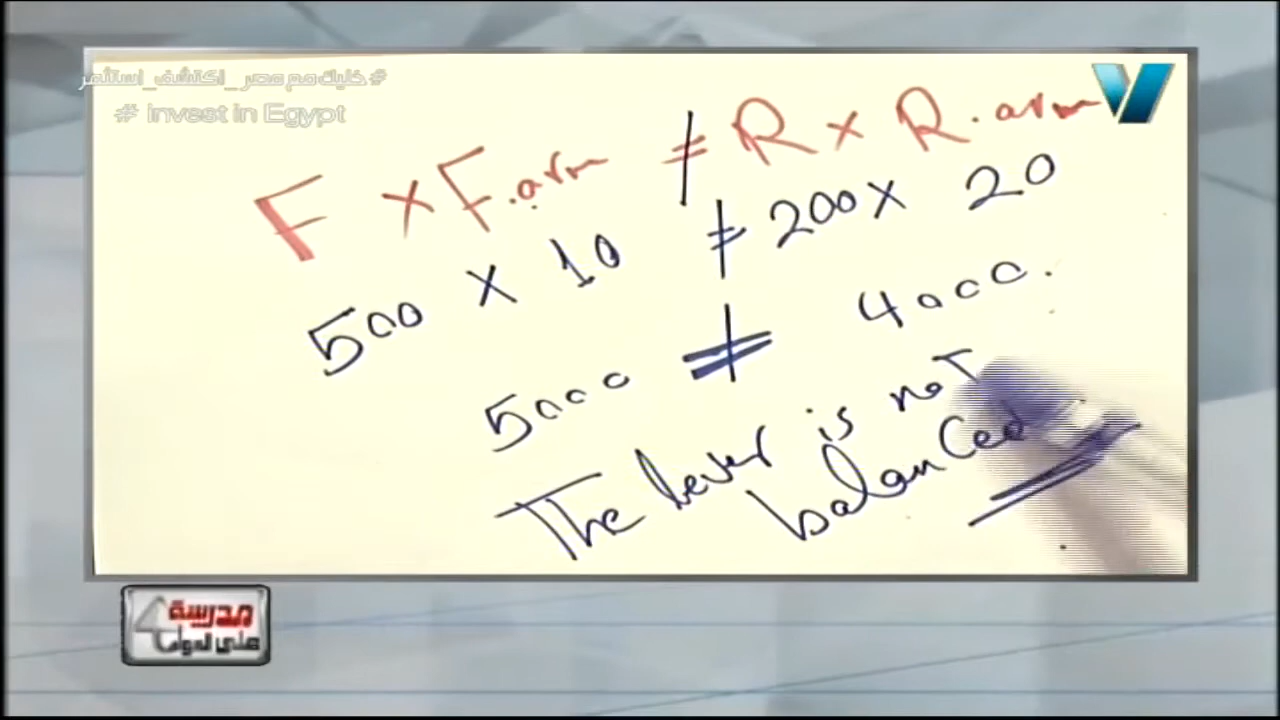 #خليك_مع_مصر_اكتشف_استثمر
# Invest in Egypt
F × F.arm ≠ R × R.arm
500 × 10 ≠ 200 × 20
5000 ≠ 4000.
The lever is not
balanced
مدرسة
على الهواء